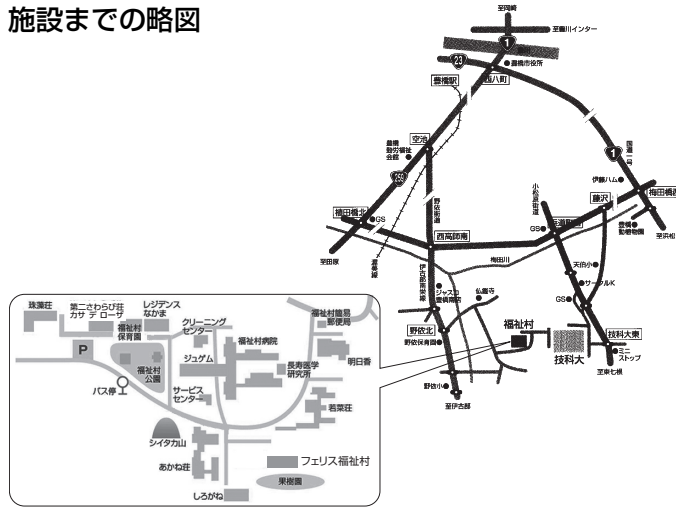 施設までの略図
至岡崎
至豊川インター
1
23
豊橋市役所
豊橋駅
西八町
空池
豊橋
勤労福祉
会館
259
国道一号
1
伊藤ハム
小松原街道
藤沢
梅田橋西
植田橋北
GS
野依街道
西高師南
GS
豊橋
動植物園
至浜松
至田原
渥美線
梅田川
伊古部南栄線
天伯小
サークルK
ジャスコ
豊橋南店
仏餉寺
GS
野依北
野依保育園
福祉村
技科大
技科大東
ミニ
ストップ
至東七根
野依小
至伊古部
珠藻荘
第二さわらび荘
カサ デ ローザ
レジデンス
なかま
福祉村
保育園
クリーニング
センター
福祉村簡易
郵便局
P
福祉村
公園
ジュゲム
福祉村病院
長寿医学
研究所
明日香
バス停
サービス
センター
若菜荘
シイタカ山
あかね荘
フェリス福祉村
しろがね
果樹園